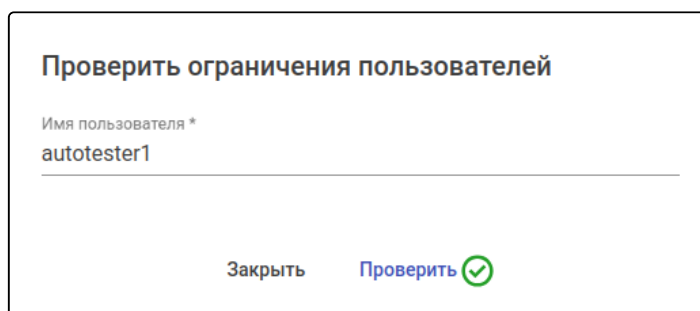 Проверить ограничения пользователей
Имя пользователя *
autotester1
Закрыть Проверить